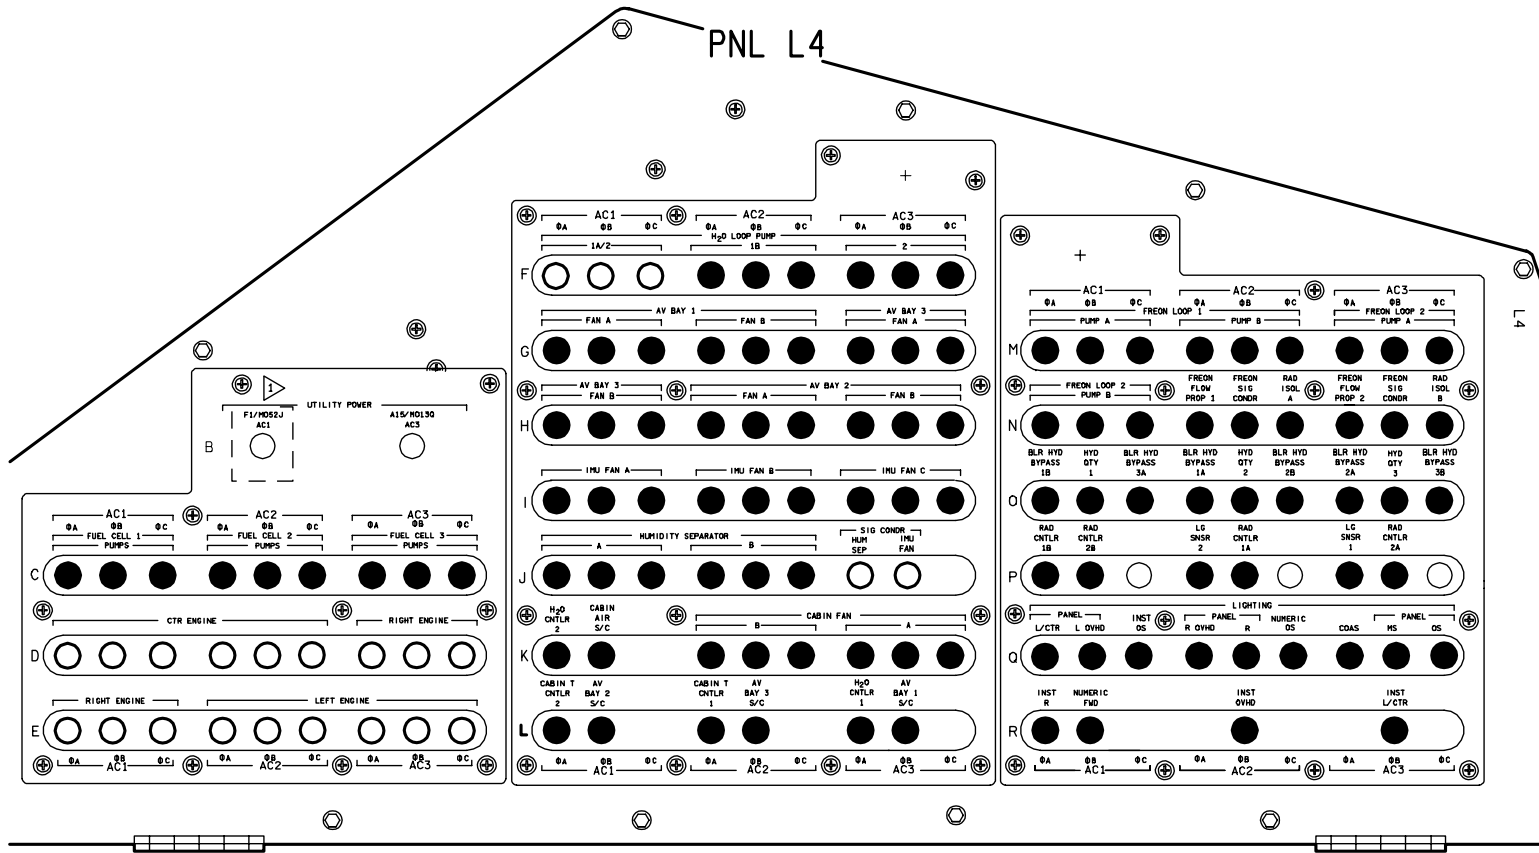 PNL L4
L4
1
UTILITY POWER
F1/MO52J A15/MO13Q
AC1 AC3
B
AC1 AC2 AC3
ΦA ΦB ΦC ΦA ΦB ΦC ΦA ΦB ΦC
FUEL CELL 1 FUEL CELL 2 FUEL CELL 3
PUMPS PUMPS PUMPS
C
CTR ENGINE RIGHT ENGINE
D
RIGHT ENGINE LEFT ENGINE
E
ΦA ΦB ΦC ΦA ΦB ΦC ΦA ΦB ΦC
AC1 AC2 AC3
AC1 AC2 AC3
ΦA ΦB ΦC ΦA ΦB ΦC ΦA ΦB ΦC
H2O LOOP PUMP
1A/2 1B 2
F
AV BAY 1 AV BAY 3
FAN A FAN B FAN A
G
AV BAY 3 AV BAY 2
FAN B FAN A FAN B
H
IMU FAN A IMU FAN B IMU FAN C
I
HUMIDITY SEPARATOR SIG CONDR
A B HUM IMU
SEP FAN
J
H2O CABIN CABIN FAN
CNTLR AIR B A
2 S/C
K
CABIN T AV CABIN T AV H2O AV
CNTLR BAY 2 CNTLR BAY 3 CNTLR BAY 1
2 S/C 1 S/C 1 S/C
L
ΦA ΦB ΦC ΦA ΦB ΦC ΦA ΦB ΦC
AC1 AC2 AC3
AC1 AC2 AC3
ΦA ΦB ΦC ΦA ΦB ΦC ΦA ΦB ΦC
FREON LOOP 1 FREON LOOP 2
PUMP A PUMP B PUMP A
M
FREON LOOP 2 FREON FREON RAD FREON FREON RAD
PUMP B FLOW SIG ISOL FLOW SIG ISOL
PROP 1 CONDR A PROP 2 CONDR B
N
BLR HYD HYD BLR HYD BLR HYD HYD BLR HYD BLR HYD HYD BLR HYD
BYPASS QTY BYPASS BYPASS QTY BYPASS BYPASS QTY BYPASS
1B 1 3A 1A 2 2B 2A 3 3B
O
RAD RAD LG RAD LG RAD
CNTLR CNTLR SNSR CNTLR SNSR CNTLR
1B 2B 2 1A 1 2A
P
LIGHTING
PANEL INST PANEL NUMERIC PANEL
L/CTR L OVHD OS R OVHD R OS COAS MS OS
Q
INST NUMERIC INST INST
R FWD OVHD L/CTR
R
ΦA ΦB ΦC ΦA ΦB ΦC ΦA ΦB ΦC
AC1 AC2 AC3